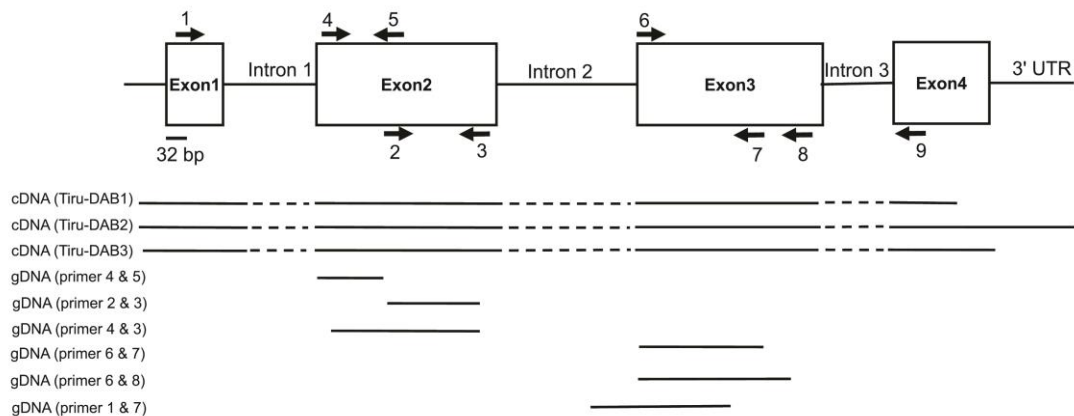 1 4 5 6
Intron 1 Intron 2 Intron 3 3' UTR
Exon1 Exon2 Exon3 Exon4
32 bp 2 3 7 8 9
cDNA (Tiru-DAB1)
cDNA (Tiru-DAB2)
cDNA (Tiru-DAB3)
gDNA (primer 4 & 5)
gDNA (primer 2 & 3)
gDNA (primer 4 & 3)
gDNA (primer 6 & 7)
gDNA (primer 6 & 8)
gDNA (primer 1 & 7)